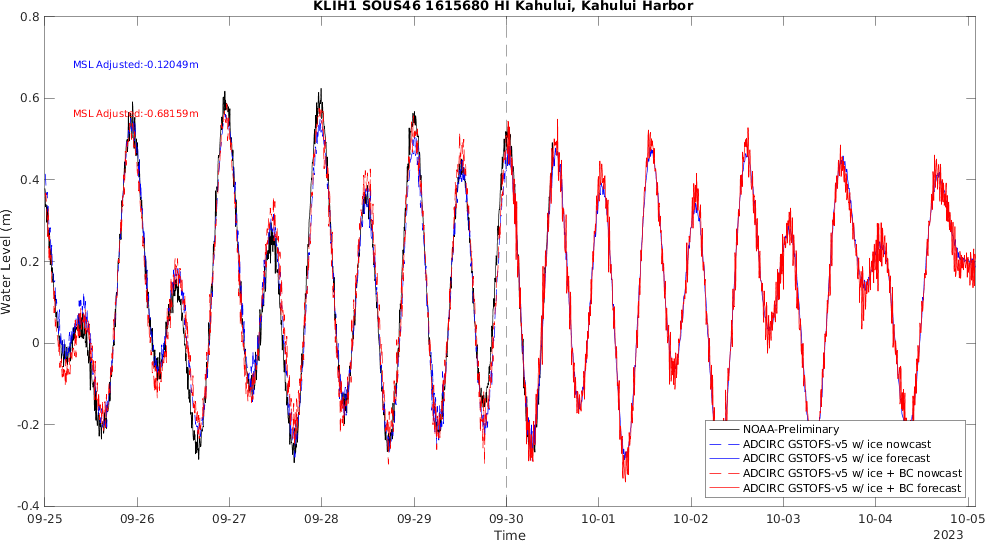 KLIH1 SOUS46 1615680 HI Kahului, Kahului Harbor
0.8
0.6
0.4
0.2
0
-0.2
-0.4
Water Level (m)
MSL Adjusted:-0.12049m
MSL Adjusted:-0.68159m
NOAA-Preliminary
ADCIRC GSTOFS-v5 w/ ice nowcast
ADCIRC GSTOFS-v5 w/ ice forecast
ADCIRC GSTOFS-v5 w/ ice + BC nowcast
ADCIRC GSTOFS-v5 w/ ice + BC forecast
09-25 09-26 09-27 09-28 09-29 09-30 10-01 10-02 10-03 10-04 10-05
Time
2023